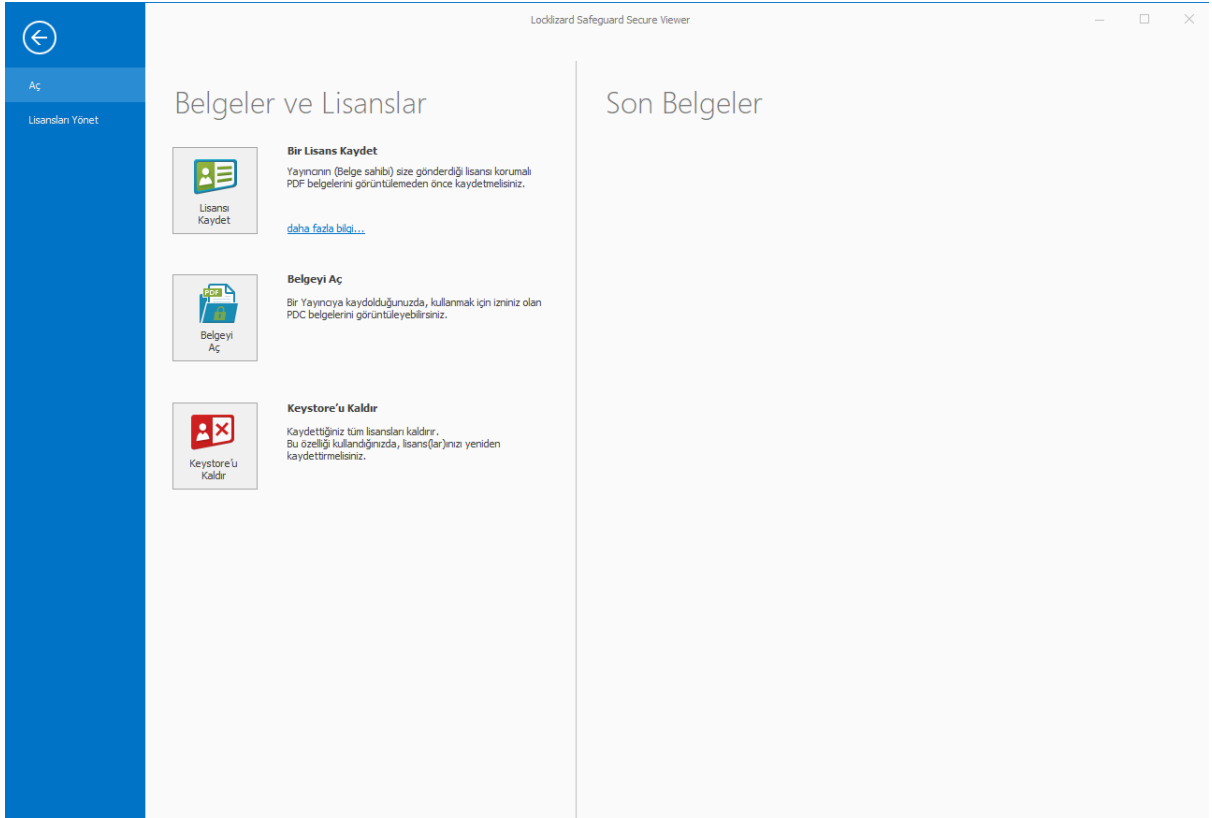 Locklizard Safeguard Secure Viewer
Aç
Lisansları Yönet
Belgeler ve Lisanslar
Lisansı
Kaydet
Bir Lisans Kaydet
Yayıncının (Belge sahibi) size gönderdiği lisansı korumalı
PDF belgelerini görüntülemeden önce kaydetmelisiniz.
daha fazla bilgi...
PDF
Belgeyi
Aç
Belgeyi Aç
Bir Yayıncıya kaydolduğunuzda, kullanmak için izniniz olan
PDC belgelerini görüntüleyebilirsiniz.
Keystore'u
Kaldır
Keystore'u Kaldır
Kaydettiğiniz tüm lisansları kaldırır.
Bu özelliği kullandığınızda, lisans(lar)ınızı yeniden
kaydettirmelisiniz.
Son Belgeler